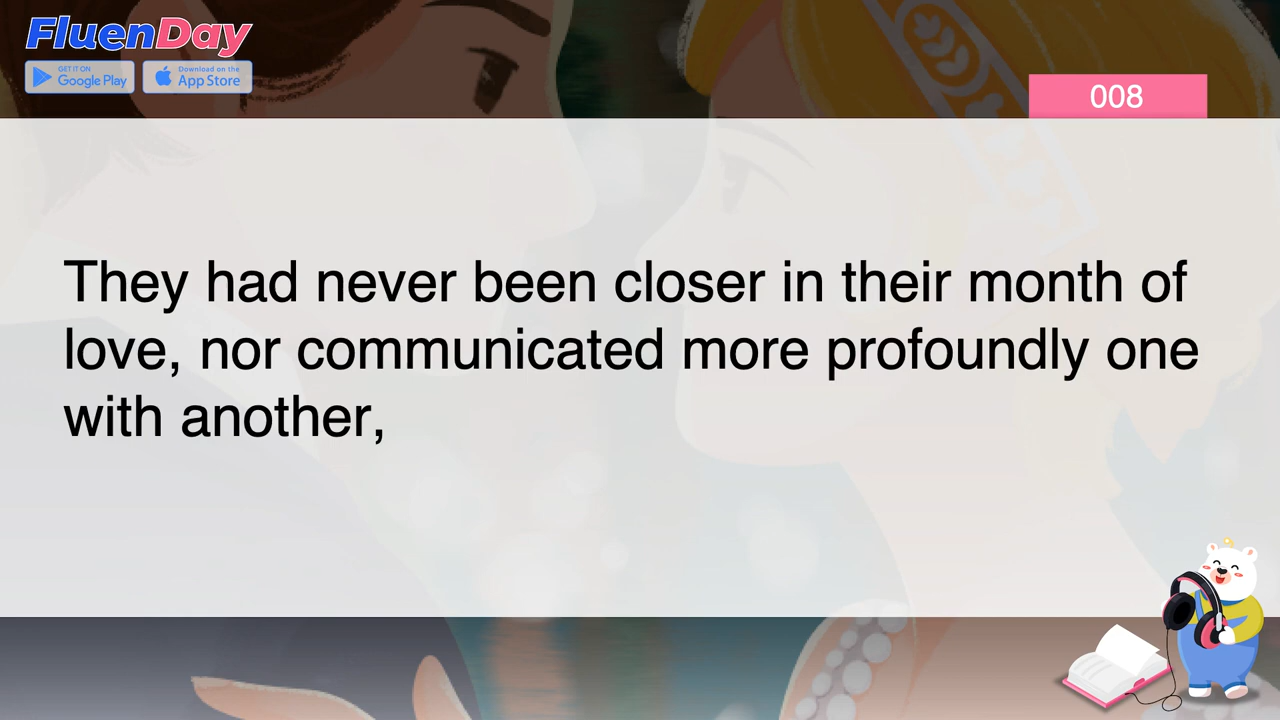 FluenDay
GET IT ON
Google Play
Download on the
App Store
008
They had never been closer in their month of
love, nor communicated more profoundly one
with another,